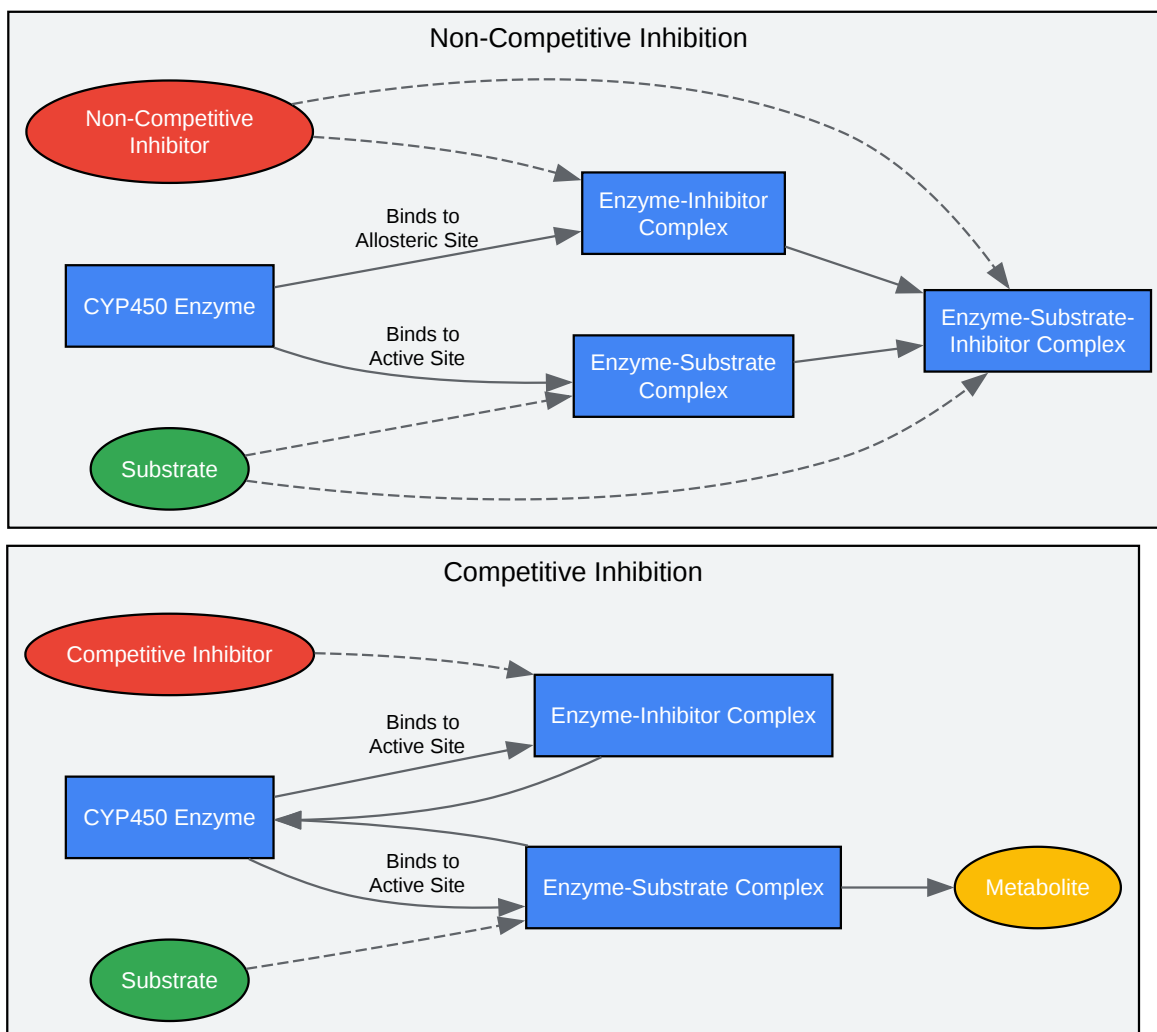 Non-Competitive Inhibition
Non-Competitive
Inhibitor
Enzyme-Inhibitor
Complex
Binds to
Allosteric Site
CYP450 Enzyme
Enzyme-Substrate-
Inhibitor Complex
Binds to
Active Site
Enzyme-Substrate
Complex
Substrate
Competitive Inhibition
Competitive Inhibitor
Enzyme-Inhibitor Complex
Binds to
Active Site
CYP450 Enzyme
Binds to
Active Site
Enzyme-Substrate Complex
Metabolite
Substrate